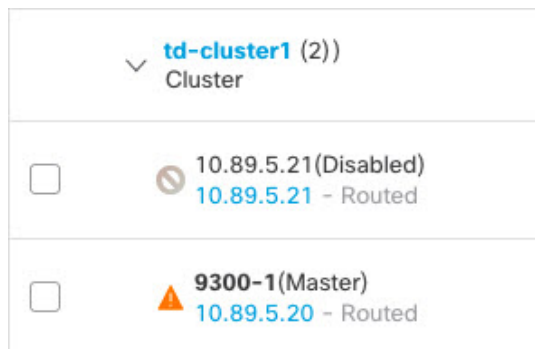 td-cluster1 (2))
Cluster
10.89.5.21(Disabled)
10.89.5.21 - Routed
9300-1(Master)
10.89.5.20 - Routed